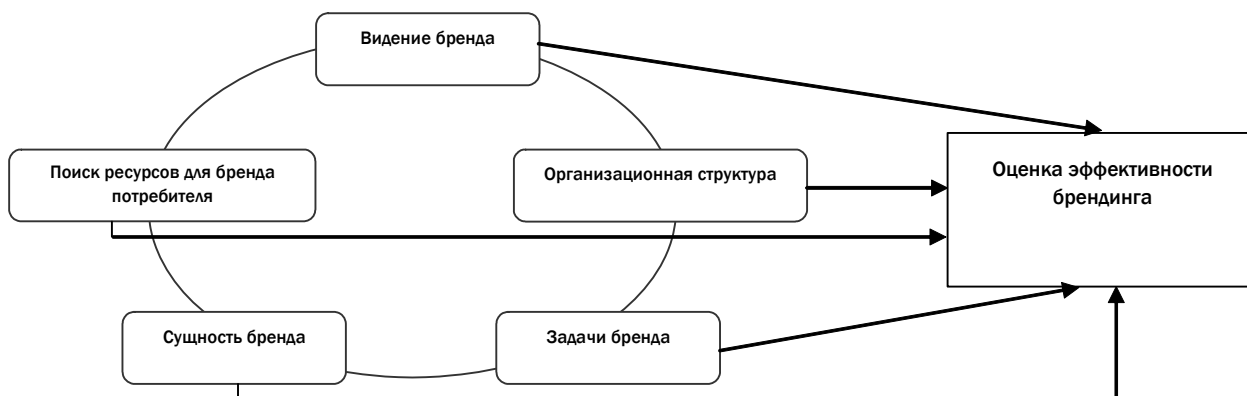 Видение бренда
Поиск ресурсов для бренда
потребителя
Организационная структура
Оценка эффективности
брендинга
Сущность бренда
Задачи бренда